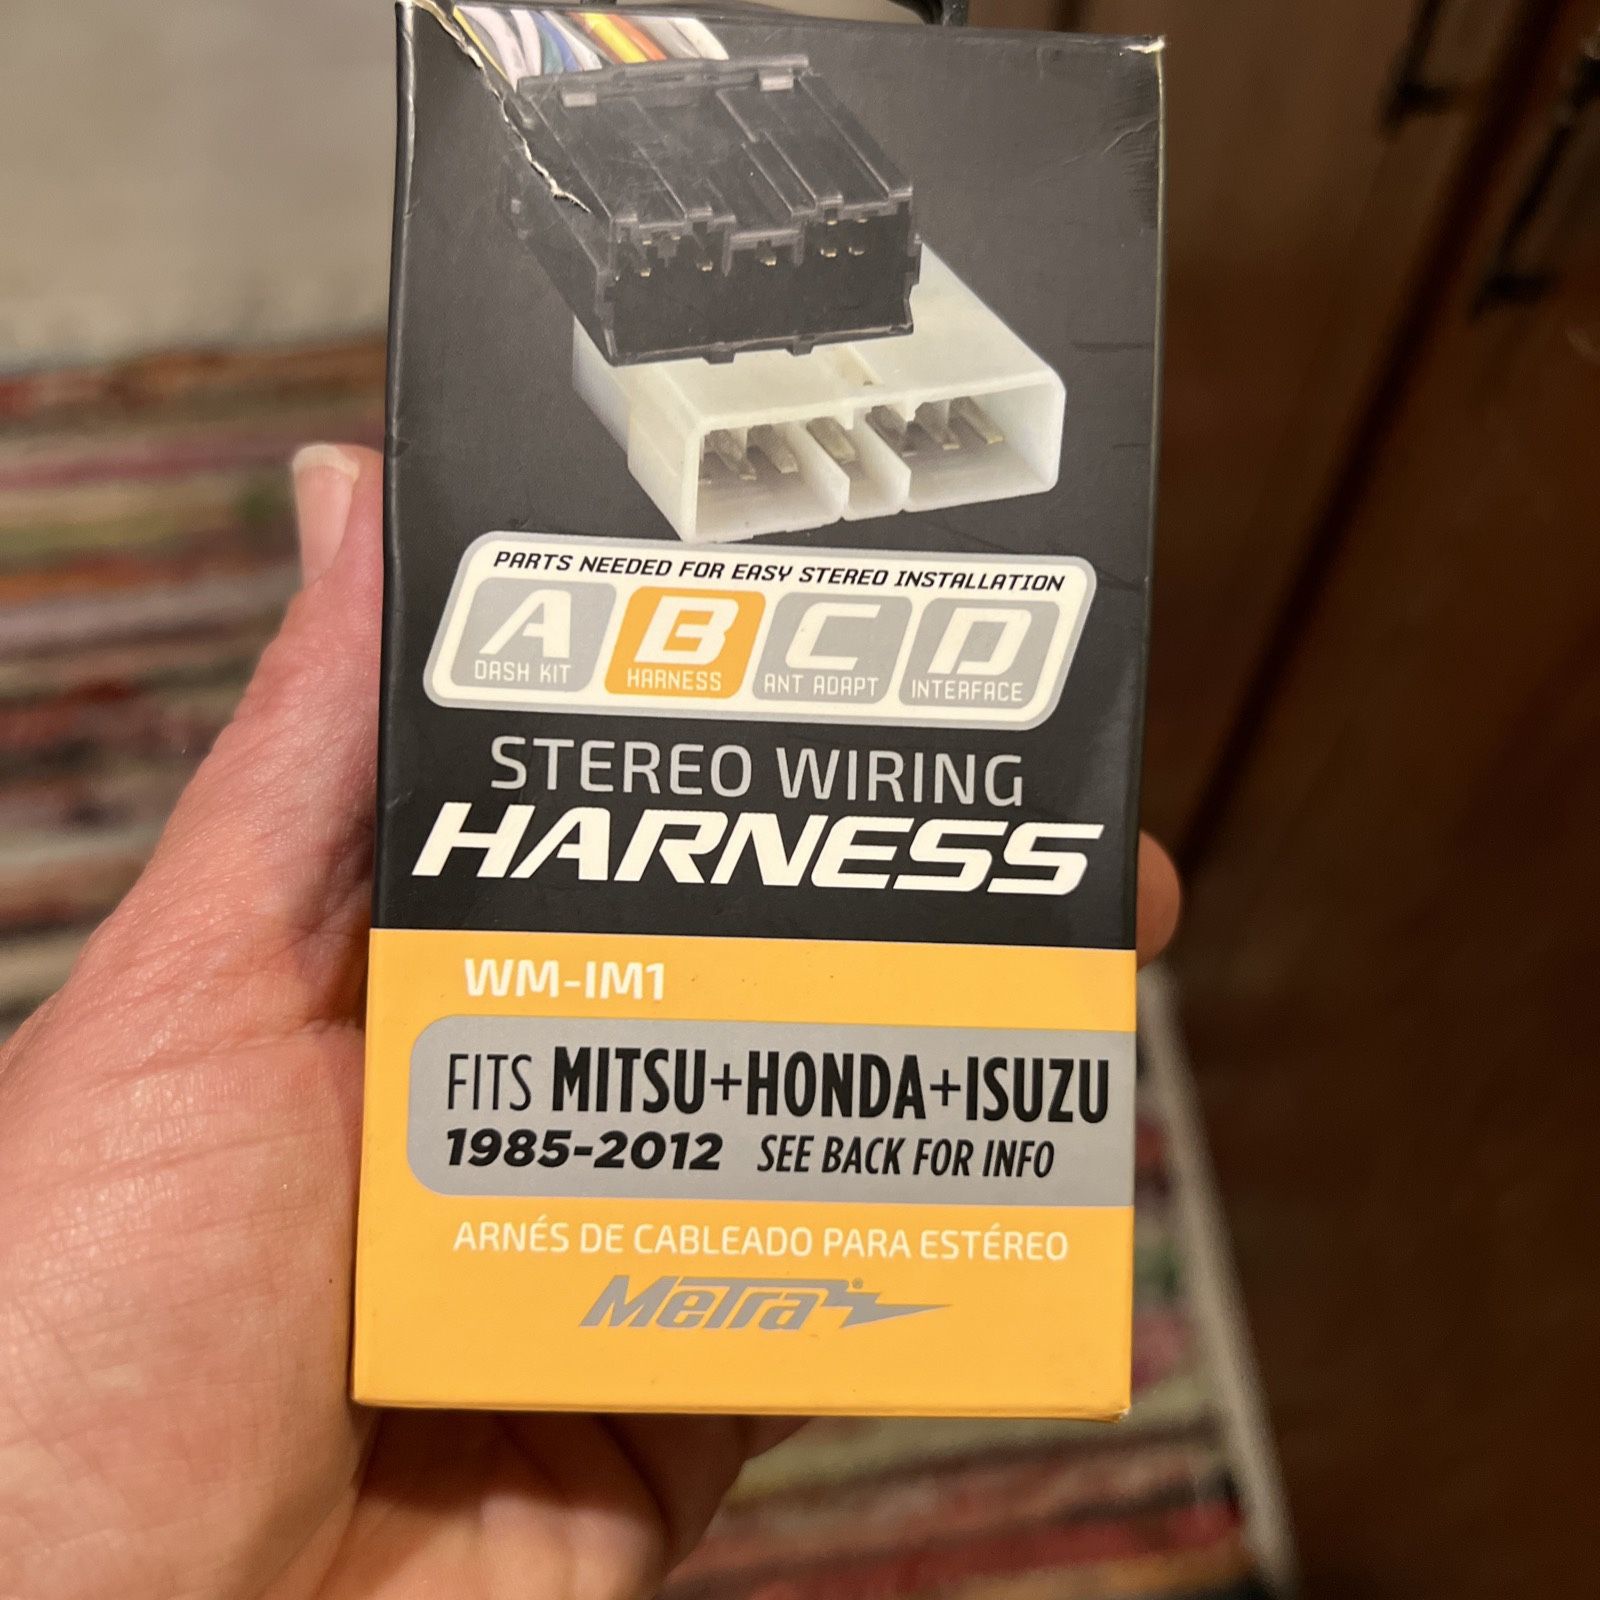 PARTS NEEDED FOR EASY STEREO INSTALLATION
A B C D
DASH KIT HARNESS ANT ADAPT INTERFACE
STEREO WIRING
HARNESS
WM-IM1
FITS MITSU+HONDA+ISUZU
1985-2012 SEE BACK FOR INFO
ARNÉS DE CABLEADO PARA ESTÉREO
Metra®